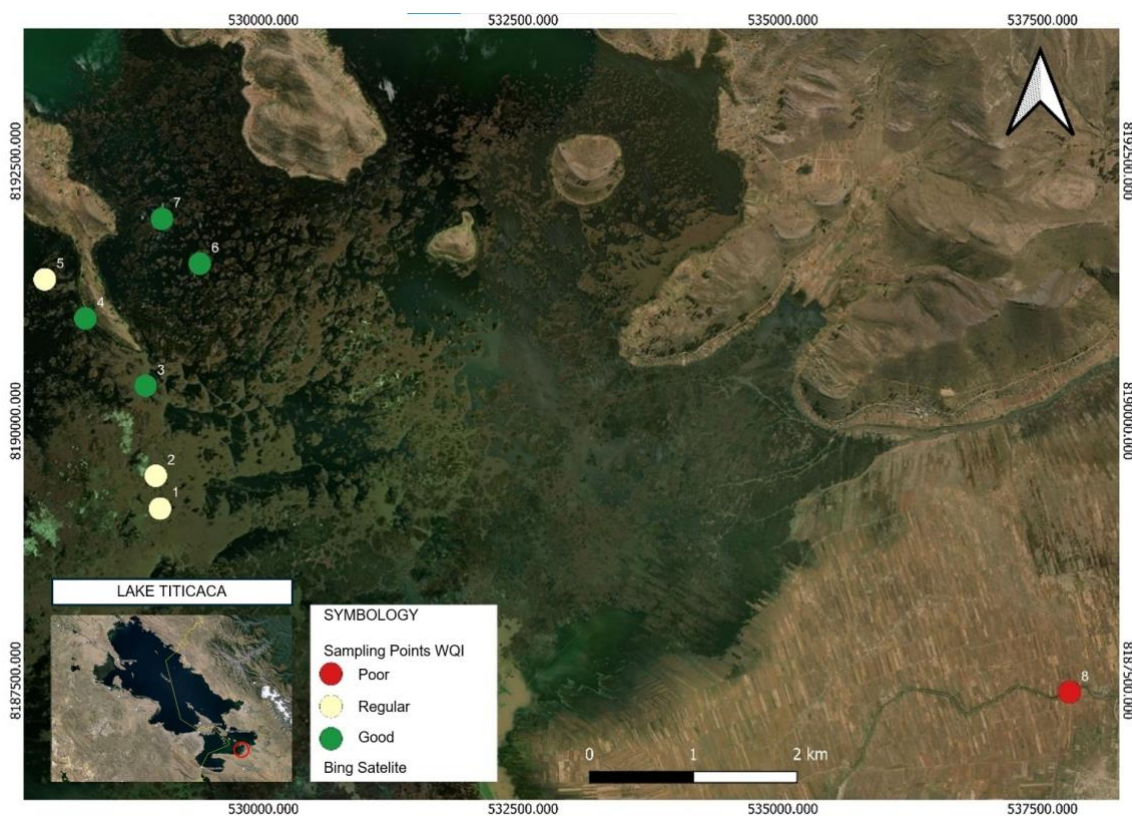 530000.000 532500.000 535000.000 537500.000
8192500.000
8192500.000
7
6
5
4
3
8190000.000
8190000.000
2
1
LAKE TITICACA
SYMBOLOGY
Sampling Points WQI
Poor
Regular
Good
Bing Satelite
8187500.000
8187500.000
8
0 1 2 km
530000.000 532500.000 535000.000 537500.000